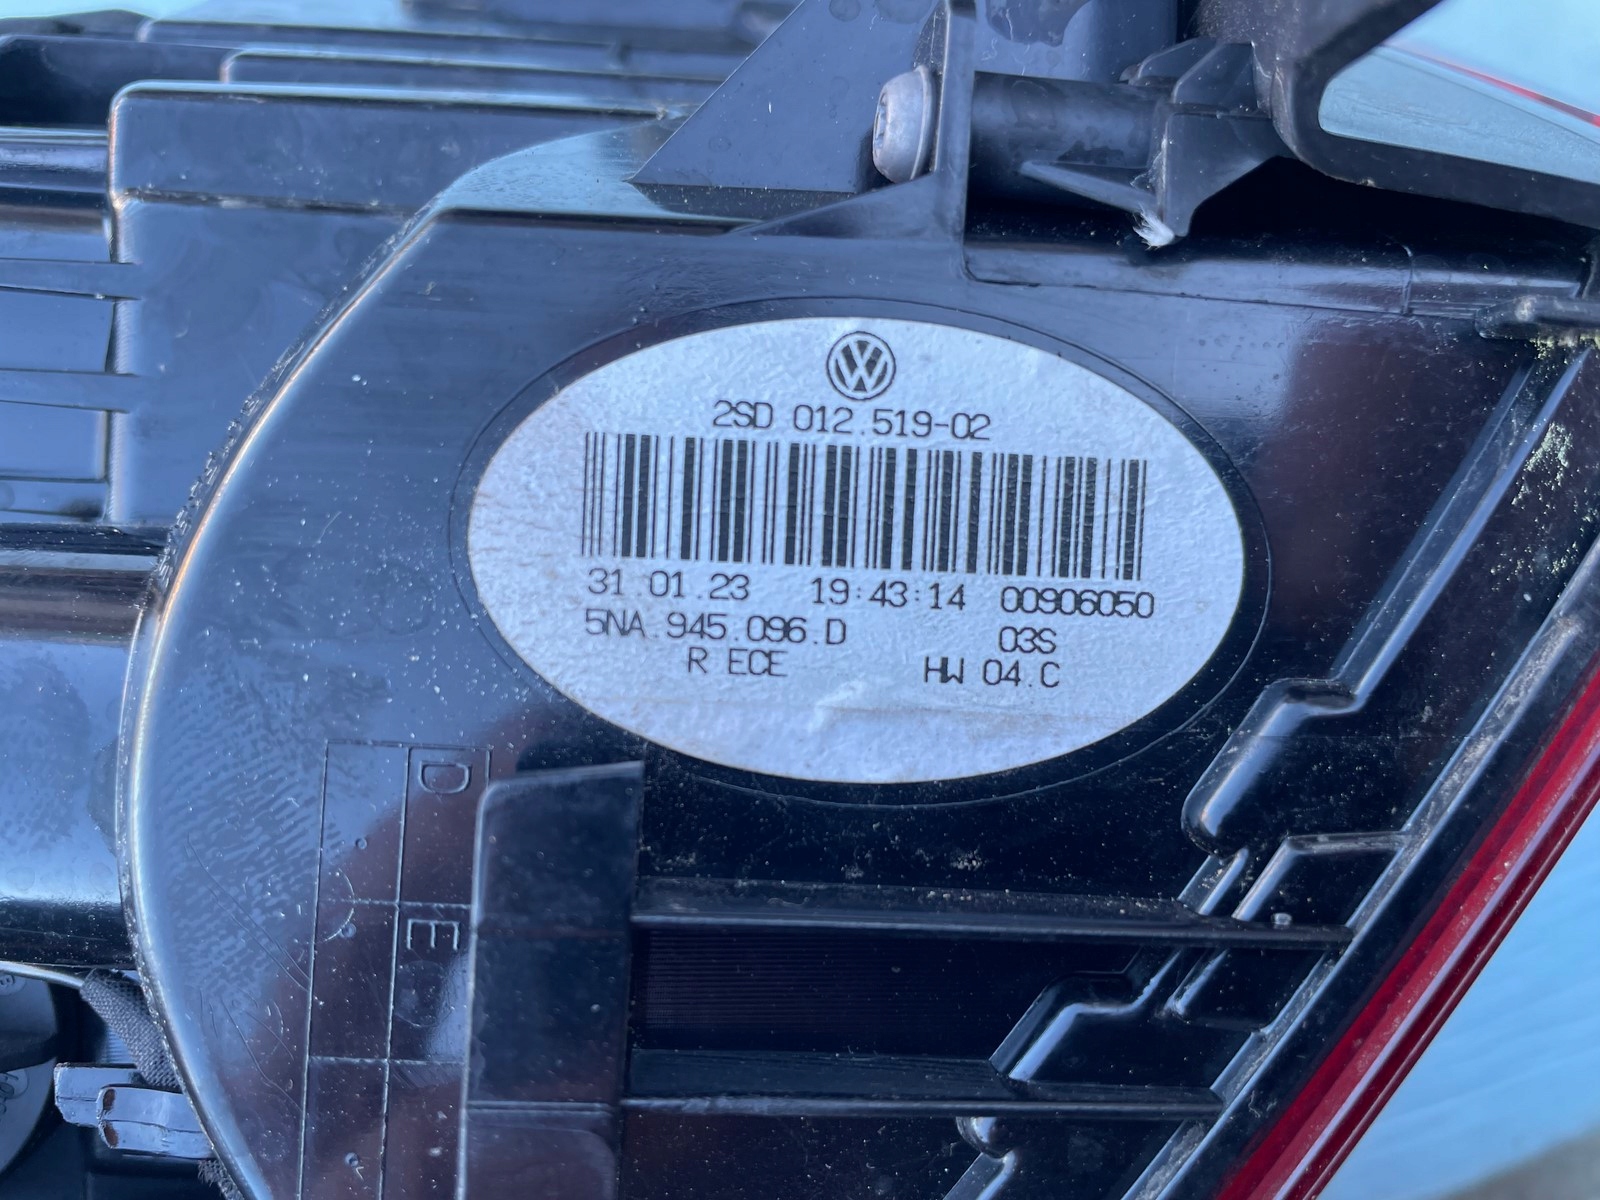 2SD 012.519-02
31.01.23 19:43:14 00906050
5NA.945.096.D 03S
R ECE HW 04.C
D
E